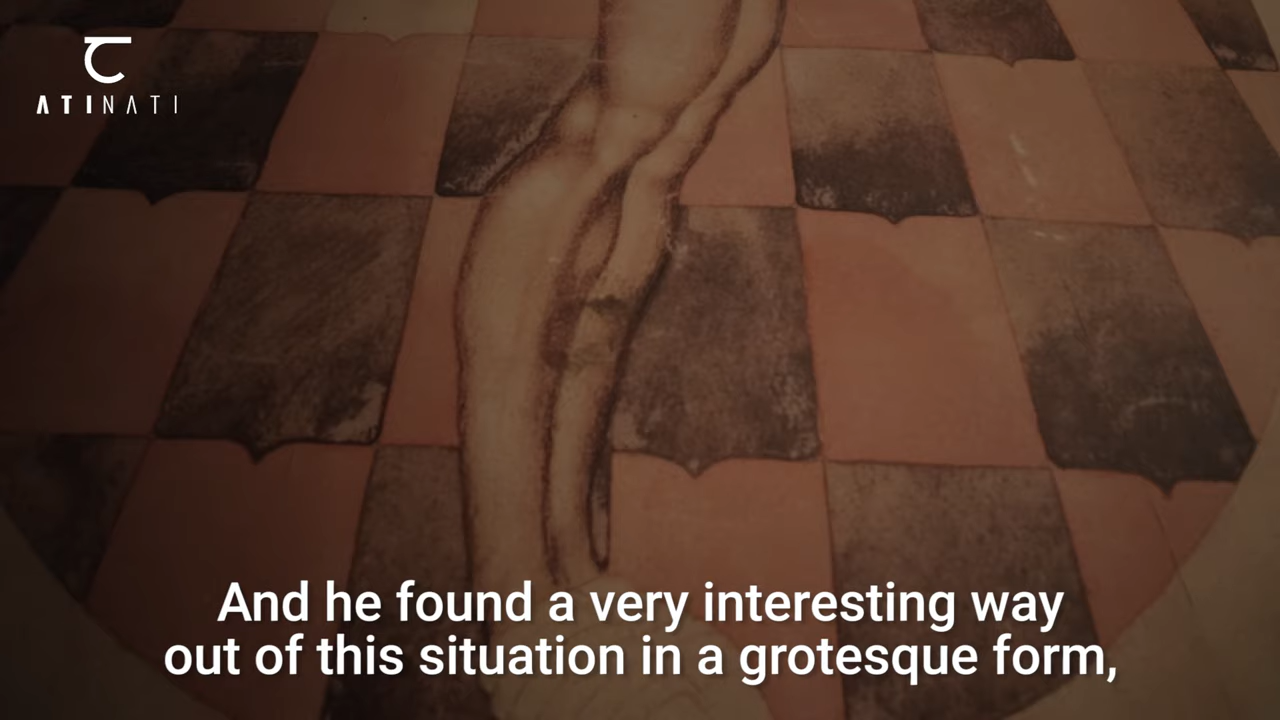 ATINATI
And he found a very interesting way
out of this situation in a grotesque form,